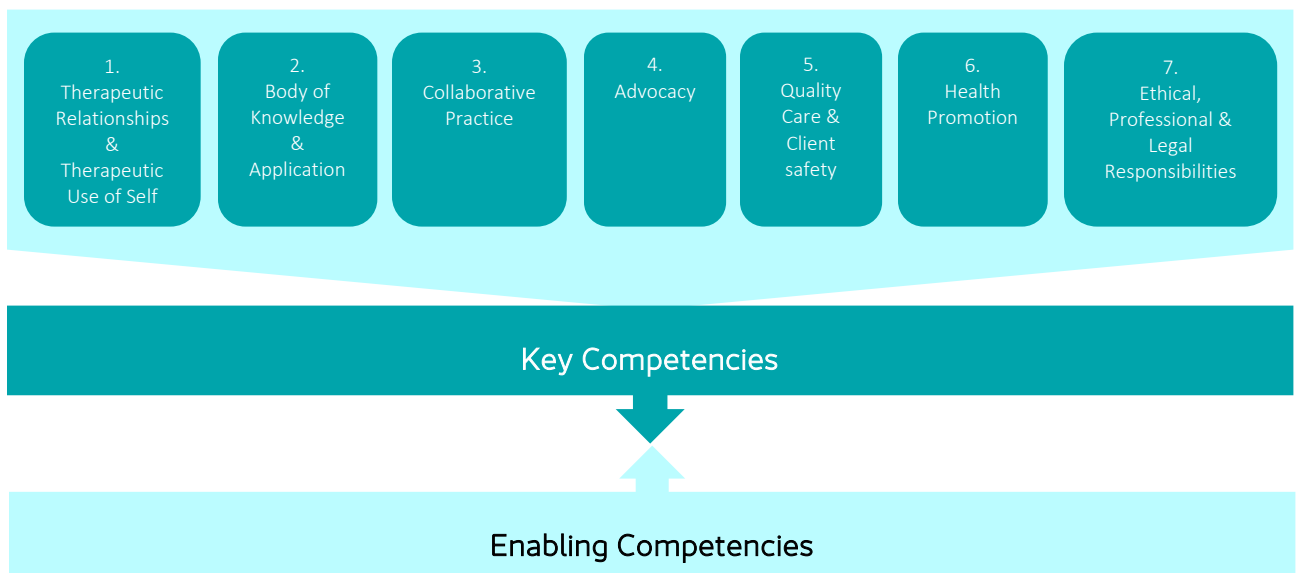 1.
Therapeutic
Relationships
&
Therapeutic
Use of Self
2.
Body of
Knowledge
&
Application
3.
Collaborative
Practice
4.
Advocacy
5.
Quality
Care &
Client
safety
6.
Health
Promotion
7.
Ethical,
Professional &
Legal
Responsibilities
Key Competencies
Enabling Competencies